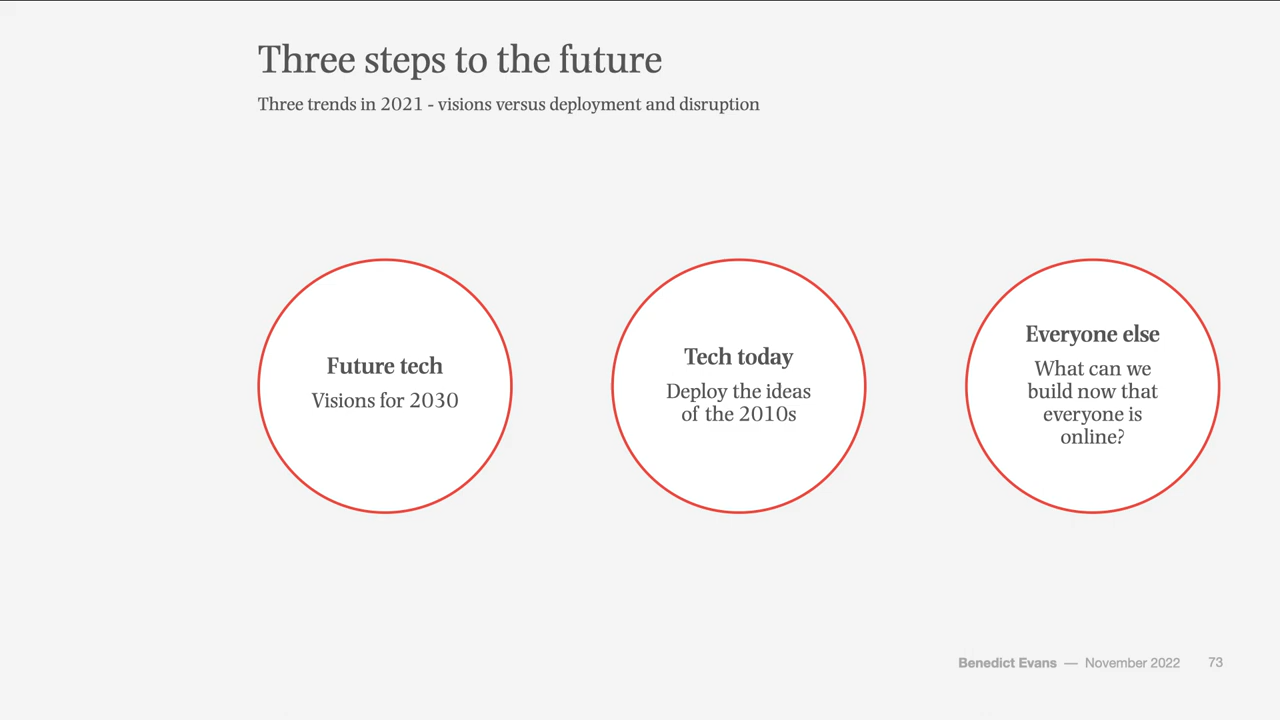 Three steps to the future
Three trends in 2021 - visions versus deployment and disruption
Future tech
Visions for 2030
Tech today
Deploy the ideas
of the 2010s
Everyone else
What can we
build now that
everyone is
online?
Benedict Evans — November 2022 73